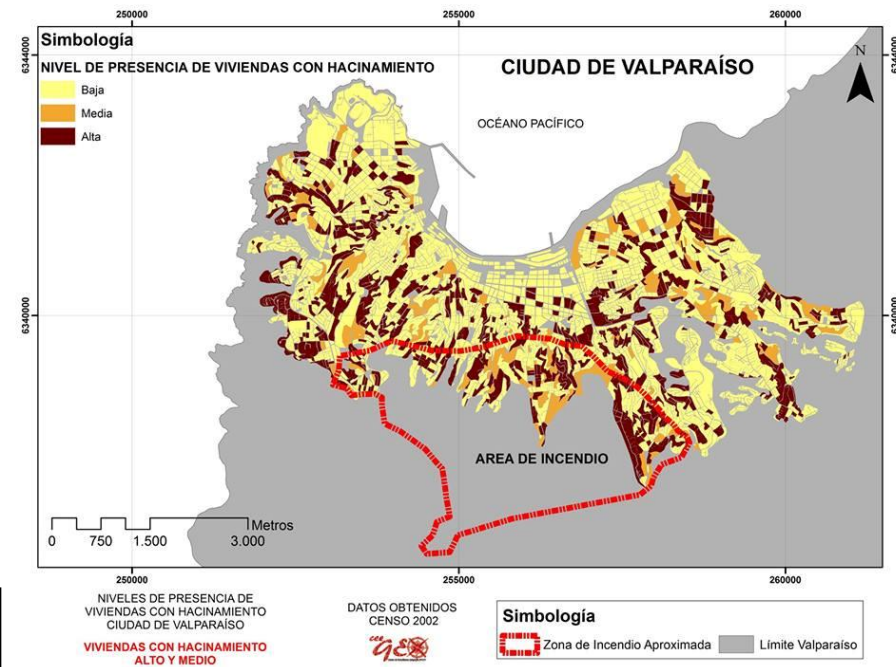 250000
255000
260000
6344000
6344000
Simbología
NIVEL DE PRESENCIA DE VIVIENDAS CON HACINAMIENTO
Baja
Media
Alta
CIUDAD DE VALPARAÍSO
N
OCÉANO PACÍFICO
6340000
6340000
AREA DE INCENDIO
Metros
0 750 1.500 3.000
250000
255000
260000
NIVELES DE PRESENCIA DE
VIVIENDAS CON HACINAMIENTO
CIUDAD DE VALPARAÍSO
VIVIENDAS CON HACINAMIENTO
ALTO Y MEDIO
DATOS OBTENIDOS
CENSO 2002
Simbología
Zona de Incendio Aproximada
Límite Valparaíso